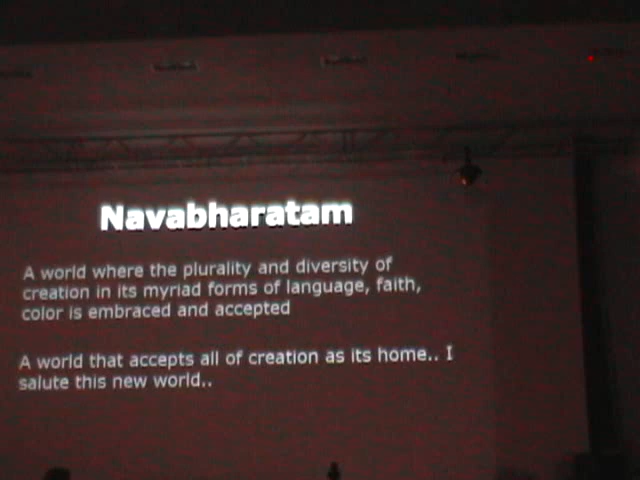 Navabharatam
A world where the plurality and diversity of
creation in its myriad forms of language, faith,
color is embraced and accepted
A world that accepts all of creation as its home.. I
salute this new world..